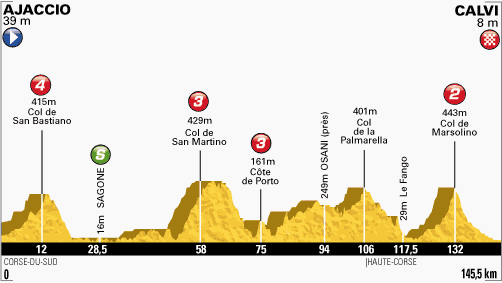 AJACCIO
39 m
CALVI
8 m
4
415m
Col de
San Bastiano
S
16m SAGONE
3
429m
Col de
San Martino
3
161m
Côte
de Porto
249m OSANI (près)
401m
Col
de la
Palmarella
29m Le Fango
2
443m
Col de
Marsolino
12
28,5
58
75
94
106
117,5
132
CORSE-DU-SUD
HAUTE-CORSE
0
145,5 km